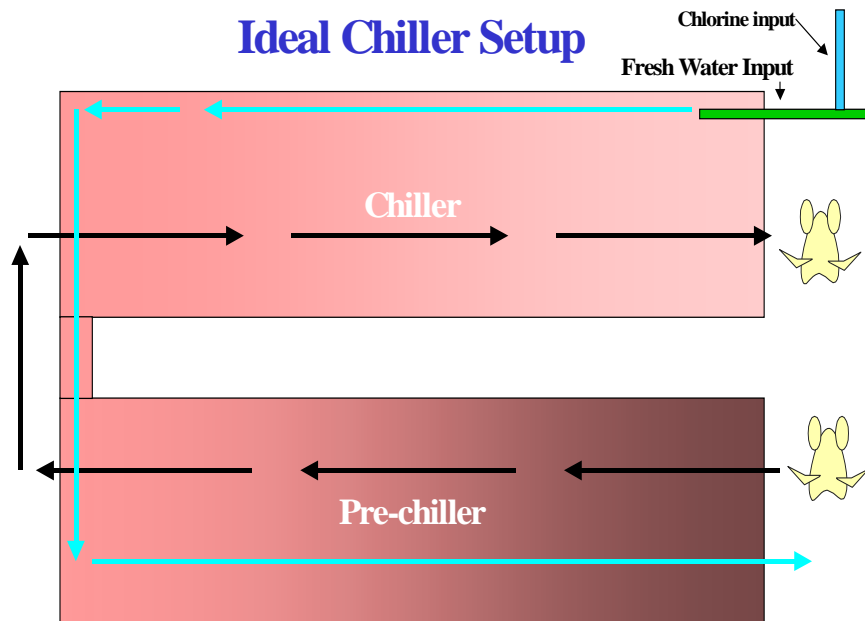 Ideal Chiller Setup
Chlorine input
Fresh Water Input
Chiller
Pre-chiller